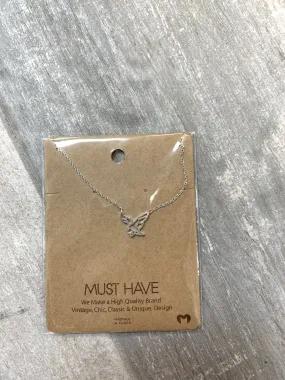 MUST HAVE
We Make a High Quality Brand
Vintage, Chic, Classic & Unique, Design